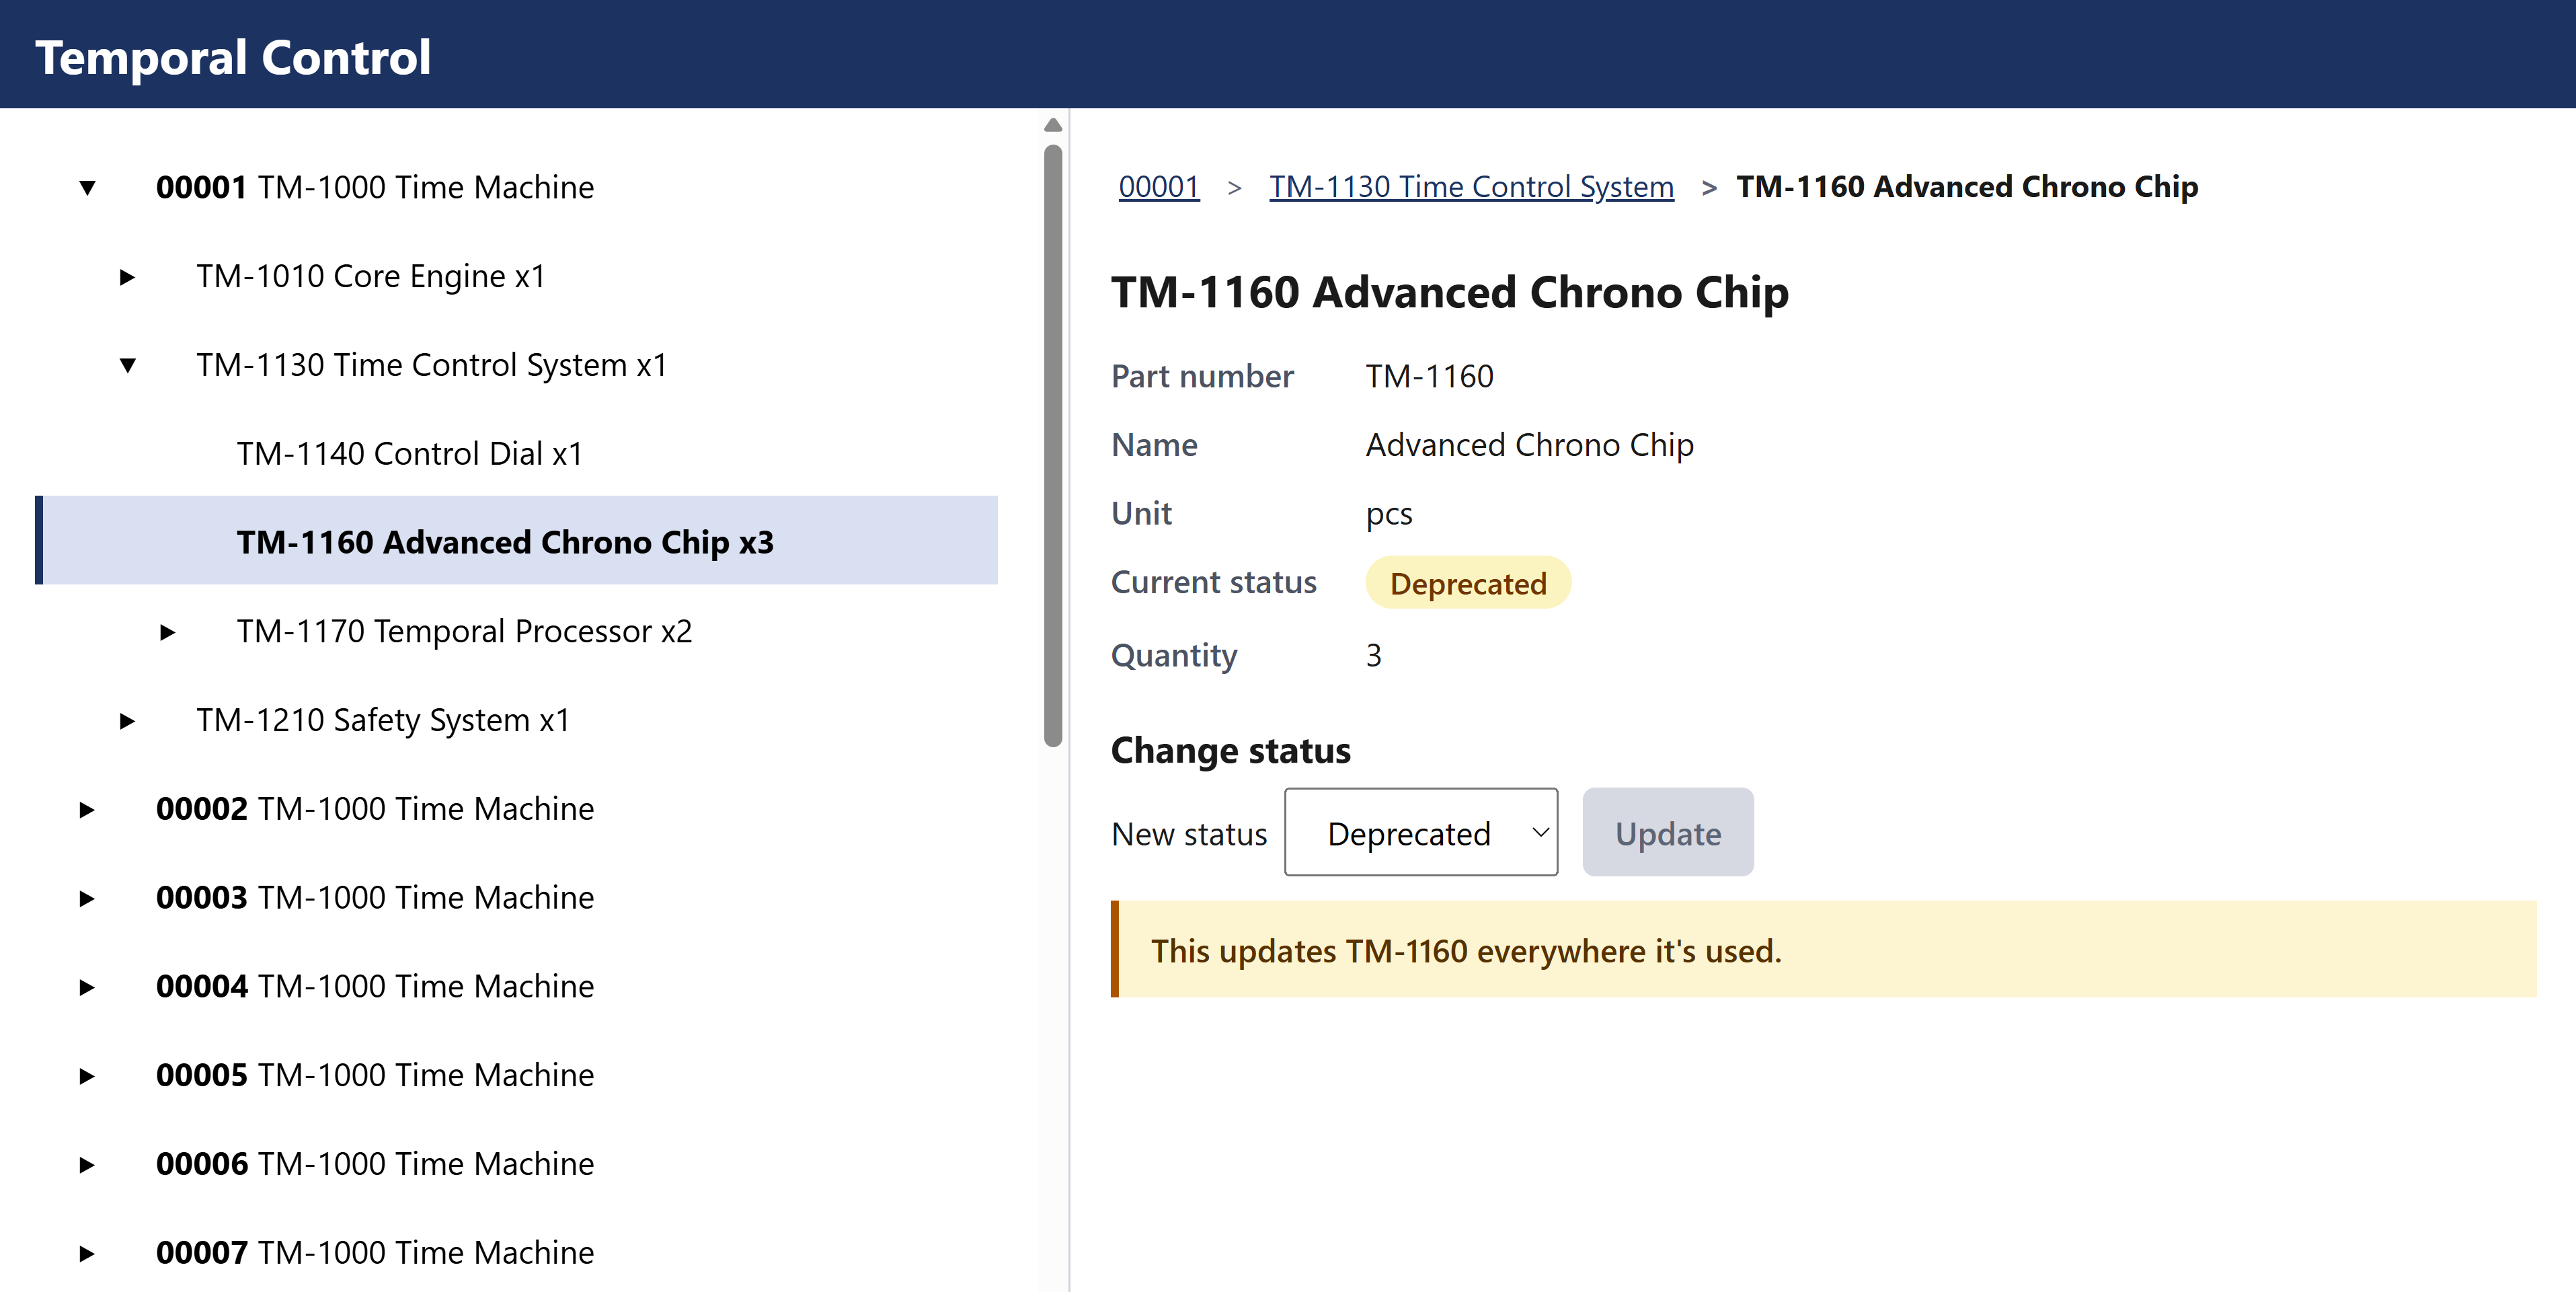 Temporal Control
00001 TM-1000 Time Machine
TM-1010 Core Engine x1
TM-1130 Time Control System x1
TM-1140 Control Dial x1
TM-1160 Advanced Chrono Chip x3
TM-1170 Temporal Processor x2
TM-1210 Safety System x1
00002 TM-1000 Time Machine
00003 TM-1000 Time Machine
00004 TM-1000 Time Machine
00005 TM-1000 Time Machine
00006 TM-1000 Time Machine
00007 TM-1000 Time Machine
00001 > TM-1130 Time Control System > TM-1160 Advanced Chrono Chip
TM-1160 Advanced Chrono Chip
Part number TM-1160
Name Advanced Chrono Chip
Unit pcs
Current status Deprecated
Quantity 3
Change status
New status Deprecated Update
This updates TM-1160 everywhere it's used.